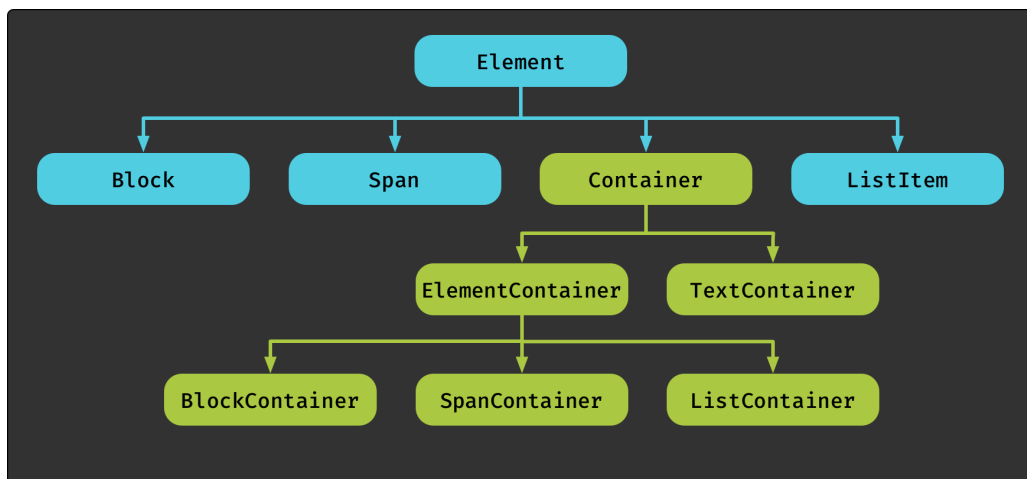 Element
Block
Span
Container
ListItem
ElementContainer
TextContainer
BlockContainer
SpanContainer
ListContainer